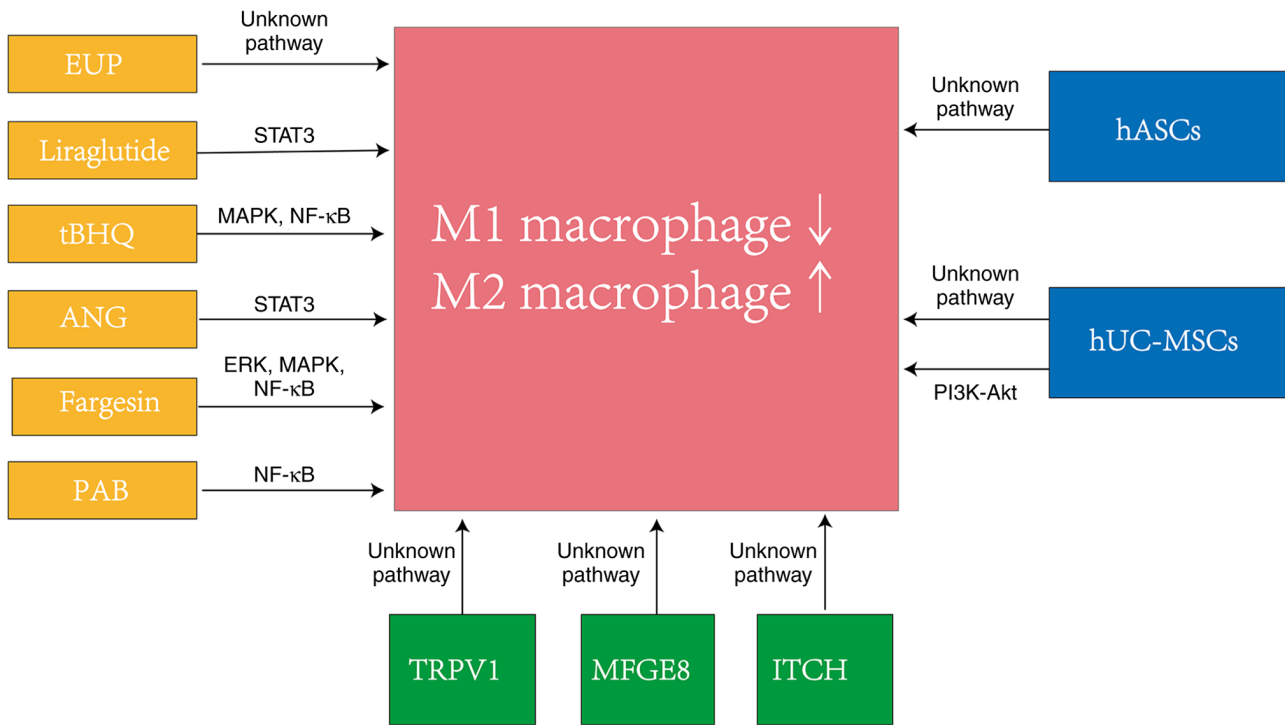 Unknown
pathway
EUP
Liraglutide
STAT3
tBHQ
MAPK, NF-κB
ANG
STAT3
Fargesin
ERK, MAPK,
NF-κB
PAB
NF-κB
M1 macrophage ↓
M2 macrophage ↑
Unknown
pathway
hASCs
Unknown
pathway
hUC-MSCs
PI3K-Akt
Unknown
pathway
TRPV1
Unknown
pathway
MFGE8
Unknown
pathway
ITCH